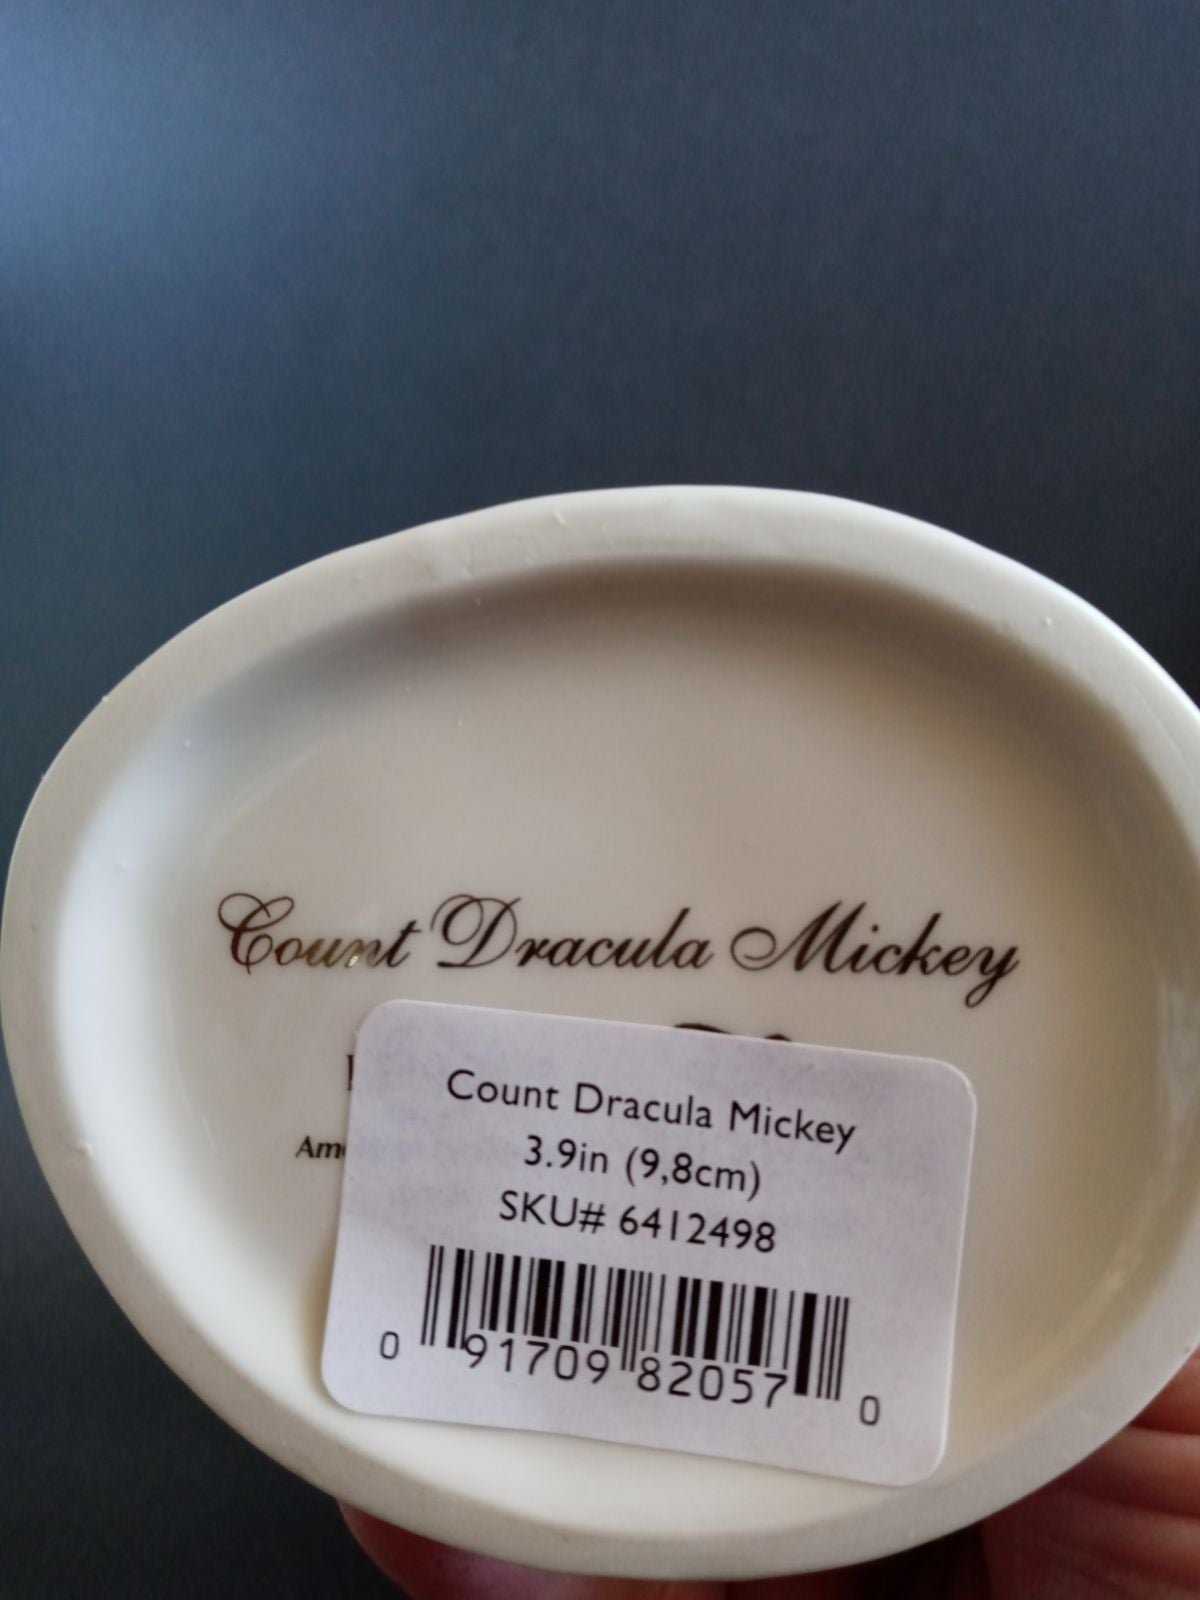 Count Dracula Mickey
Count Dracula Mickey
3.9in (9,8cm)
SKU# 6412498
0 91709 82057 0